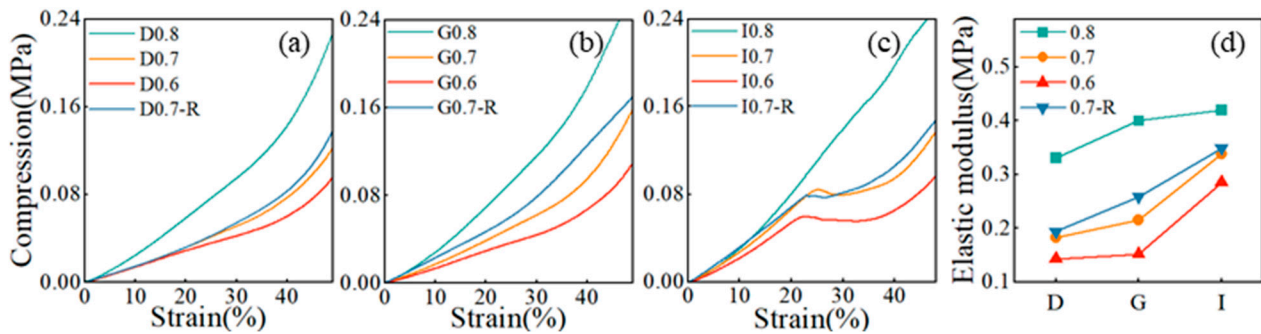 Compression(MPa)
0.24
0.16
0.08
0.00
D0.8
D0.7
D0.6
D0.7-R
(a)
0 10 20 30 40
Strain(%)
0.24
0.16
0.08
0.00
G0.8
G0.7
G0.6
G0.7-R
(b)
0 10 20 30 40
Strain(%)
0.24
0.16
0.08
0.00
I0.8
I0.7
I0.6
I0.7-R
(c)
0 10 20 30 40
Strain(%)
Elastic modulus(MPa)
0.5
0.4
0.3
0.2
0.1
0.8
0.7
0.6
0.7-R
(d)
D G I